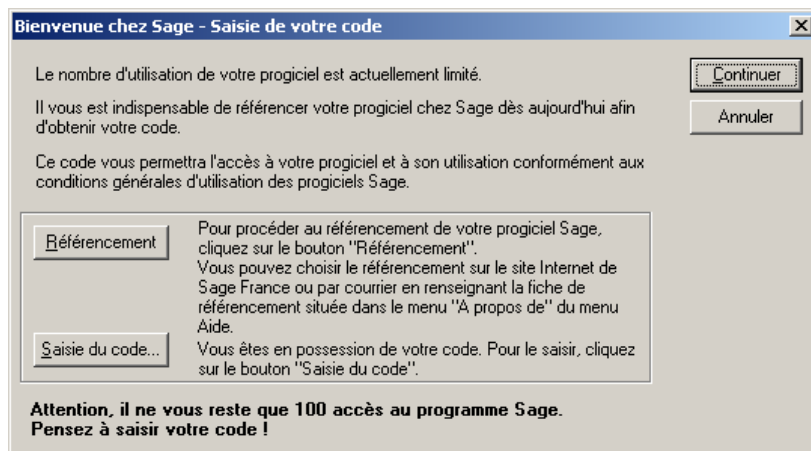 Bienvenue chez Sage - Saisie de votre code
Le nombre d'utilisation de votre progiciel est actuellement limité.
Continuer
Il vous est indispensable de référencer votre progiciel chez Sage dès aujourd'hui afin
d'obtenir votre code.
Annuler
Ce code vous permettra l'accès à votre progiciel et à son utilisation conformément aux
conditions générales d'utilisation des progiciels Sage.
Référencement
Pour procéder au référencement de votre progiciel Sage,
cliquez sur le bouton "Référencement".
Vous pouvez choisir le référencement sur le site Internet de
Sage France ou par courrier en renseignant la fiche de
référencement située dans le menu "A propos de" du menu
Aide.
Saisie du code...
Vous êtes en possession de votre code. Pour le saisir, cliquez
sur le bouton "Saisie du code".
Attention, il ne vous reste que 100 accès au programme Sage.
Pensez à saisir votre code !